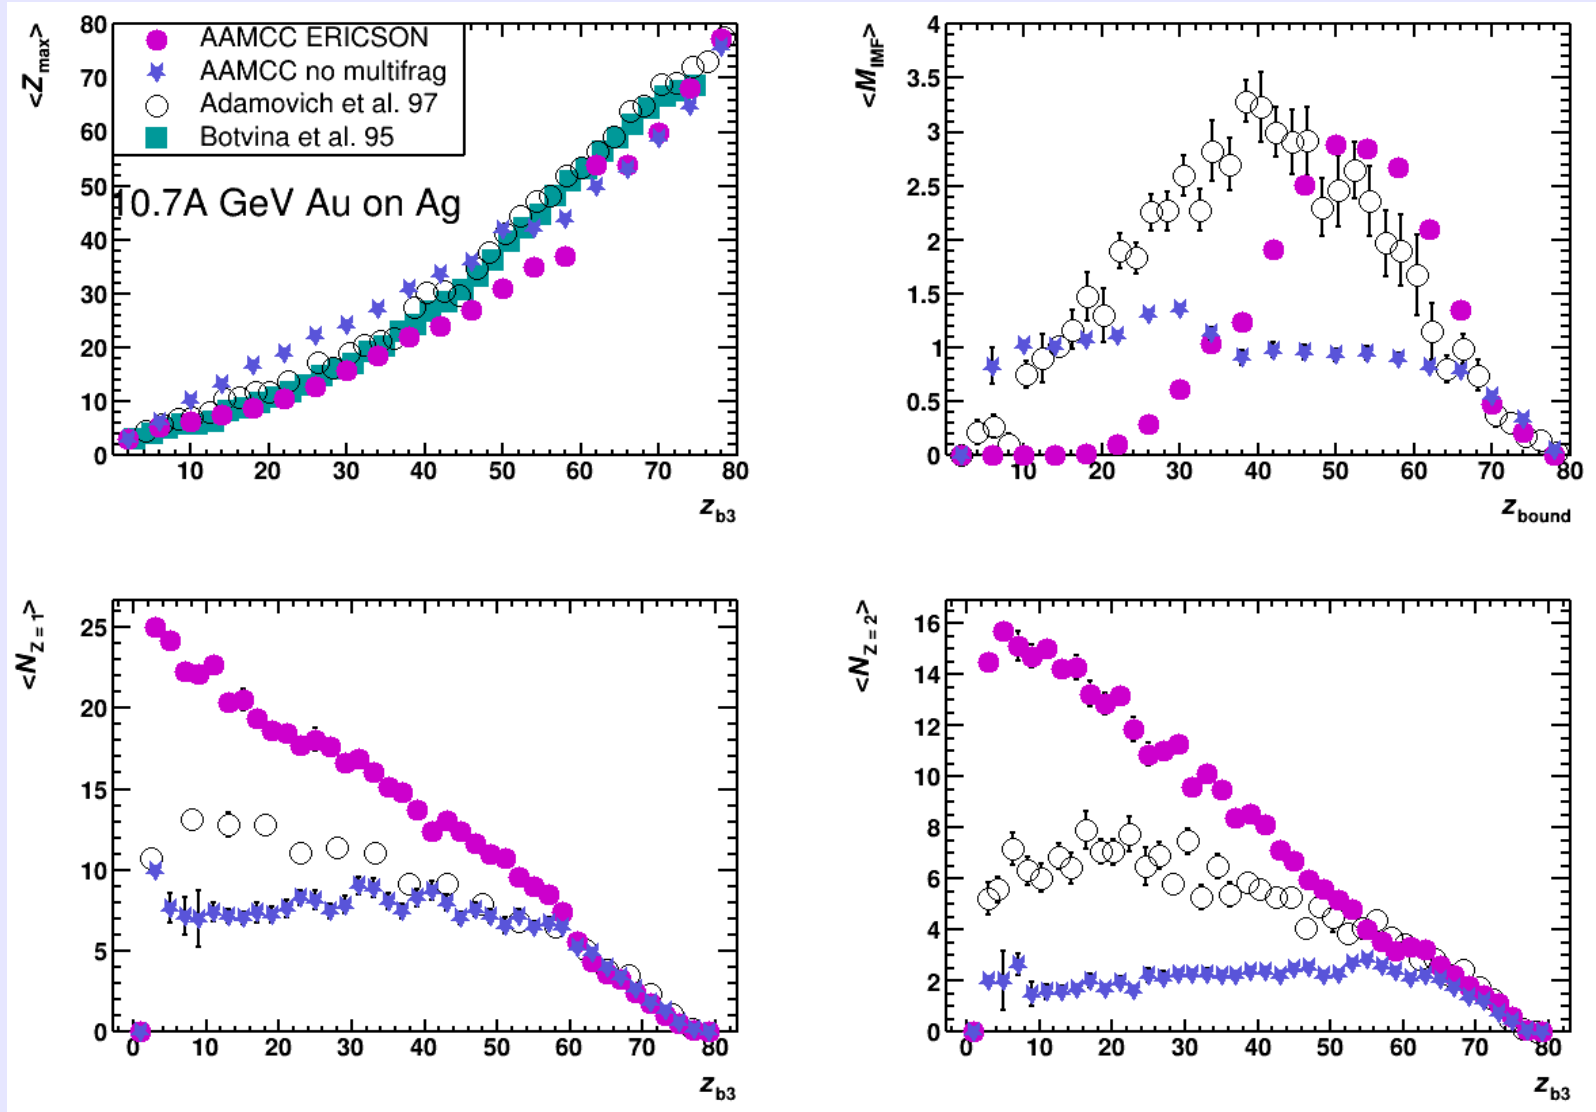 <Z_max>
80
70
60
50
40
30
20
10
0
AAMCC ERICSON
AAMCC no multifrag
Adamovich et al. 97
Botvina et al. 95
10.7A GeV Au on Ag
10 20 30 40 50 60 70 80
z_b3
<M_IMF>
4
3.5
3
2.5
2
1.5
1
0.5
0
10 20 30 40 50 60 70 80
z_bound
<N_Z = 1>
25
20
15
10
5
0
0 10 20 30 40 50 60 70 80
z_b3
<N_Z = 2>
16
14
12
10
8
6
4
2
0
0 10 20 30 40 50 60 70 80
z_b3